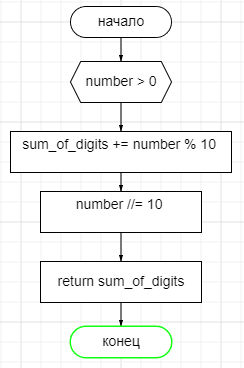 начало
number > 0
sum_of_digits += number % 10
number //= 10
return sum_of_digits
конец